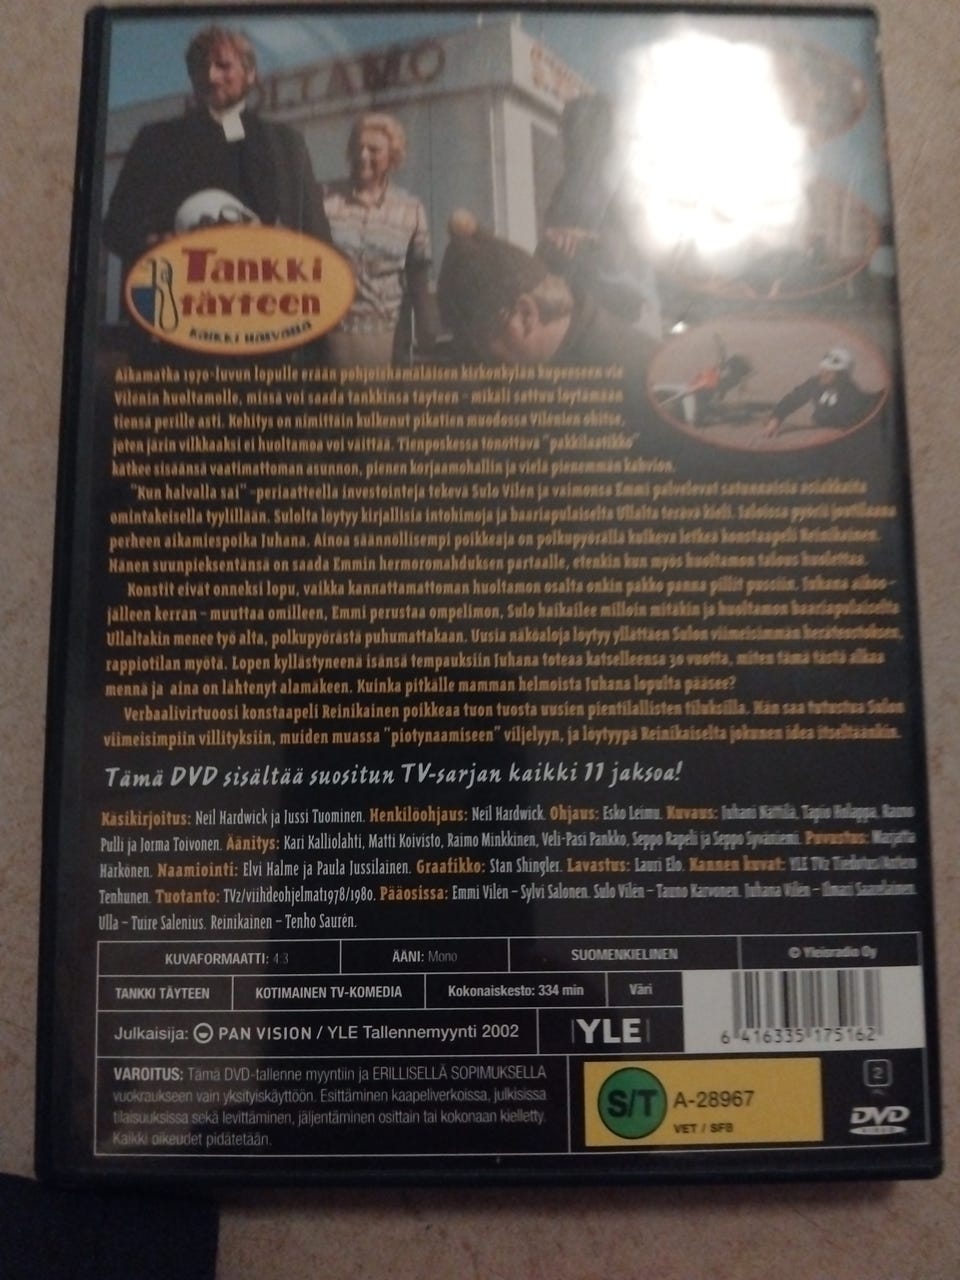 Tankki
täyteen
kaikki halvalla
Aikamatka 1970-luvun lopulle erään pohjoishämäläisen kirkonkylän kupeeseen vie
Vilénin huoltamolle, missä voi saada tankkinsa täyteen – mikäli sattuu löytämään
tiensä perille asti. Kehitys on nimittäin kulkenut pikatien muodossa Vilénien ohitse,
joten järin vilkkaaksi ei huoltamoa voi väittää. Tienposkessa tönöttävä "pakkilaatikko"
kätkee sisäänsä vaatimattoman asunnon, pienen korjaamohallin ja vielä pienemmän kahvion.
"Kun halvalla sai" -periaatteella investointeja tekevä Sulo Vilén ja vaimonsa Emmi palvelevat satunnaisia asiakkaita
omintakeisella tyylillään. Sulolta löytyy kirjallisia intohimoja ja baariapulaiselta Ullalta terävä kieli. Jaloissa pyörii joutilaana
perheen aikamiespoika Juhana. Ainoa säännöllisempi poikkeaja on polkupyörällä kulkeva letkeä konstaapeli Reinikainen.
Hänen suunpieksentänsä on saada Emmin hermoromahduksen partaalle, etenkin kun myös huoltamon talous huolettaa.
Konstit eivät onneksi lopu, vaikka kannattamattoman huoltamon osalta onkin pakko panna pillit pussiin. Juhana aikoo –
jälleen kerran – muuttaa omilleen, Emmi perustaa ompelimon, Sulo haikailee milloin mitäkin ja huoltamon baariapulaiselta
Ullaltakin menee työ alta, polkupyörästä puhumattakaan. Uusia näköaloja löytyy yllättäen Sulon viimeisimmän heräteostoksen,
rappiotilan myötä. Lopen kyllästyneenä isänsä tempauksiin Juhana toteaa katselleensa 30 vuotta, miten tämä tästä alkaa
mennä ja aina on lähtenyt alamäkeen. Kuinka pitkälle mamman helmoista Juhana lopulta pääsee?
Verbaalivirtuoosi konstaapeli Reinikainen poikkeaa tuon tuosta uusien pientilallisten tiluksilla. Hän saa tutustua Sulon
viimeisimpiin villityksiin, muiden muassa "piotynaamiseen" viljelyyn, ja löytyypä Reinikaiselta jokunen idea itseltäänkin.
Tämä DVD sisältää suositun TV-sarjan kaikki 11 jaksoa!
Käsikirjoitus: Neil Hardwick ja Jussi Tuominen. Henkilöohjaus: Neil Hardwick. Ohjaus: Esko Leimu. Kuvaus: Juhani Nättilä, Tapio Holappa, Rauno
Pulli ja Jorma Toivonen. Äänitys: Kari Kalliolahti, Matti Koivisto, Raimo Minkkinen, Veli-Pasi Pankko, Seppo Rapeli ja Seppo Syväniemi. Puvustus: Marjatta
Härkönen. Naamiointi: Elvi Halme ja Paula Jussilainen. Graafikko: Stan Shingler. Lavastus: Lauri Elo. Kannen kuvat: YLE TV2 Tiedotus/Antero
Tenhunen. Tuotanto: TV2/viihdeohjelmat1978/1980. Pääosissa: Emmi Vilén – Sylvi Salonen. Sulo Vilén – Tauno Karvonen. Juhana Vilén – Ilmari Saarelainen.
Ulla – Tuire Salenius. Reinikainen – Tenho Saurén.
KUVAFORMAATTI: 4:3 ÄÄNI: Mono SUOMENKIELINEN © Yleisradio Oy
TANKKI TÄYTEEN KOTIMAINEN TV-KOMEDIA Kokonaiskesto: 334 min Väri
Julkaisija: PAN VISION / YLE Tallennemyynti 2002 YLE
6 416335 175162
VAROITUS: Tämä DVD-tallenne myyntiin ja ERILLISELLÄ SOPIMUKSELLA
vuokraukseen vain yksityiskäyttöön. Esittäminen kaapeliverkoissa, julkisissa
tilaisuuksissa sekä levittäminen, jäljentäminen osittain tai kokonaan kielletty.
Kaikki oikeudet pidätetään.
S/T A-28967
VET / SFB
2
DVD
VIDEO